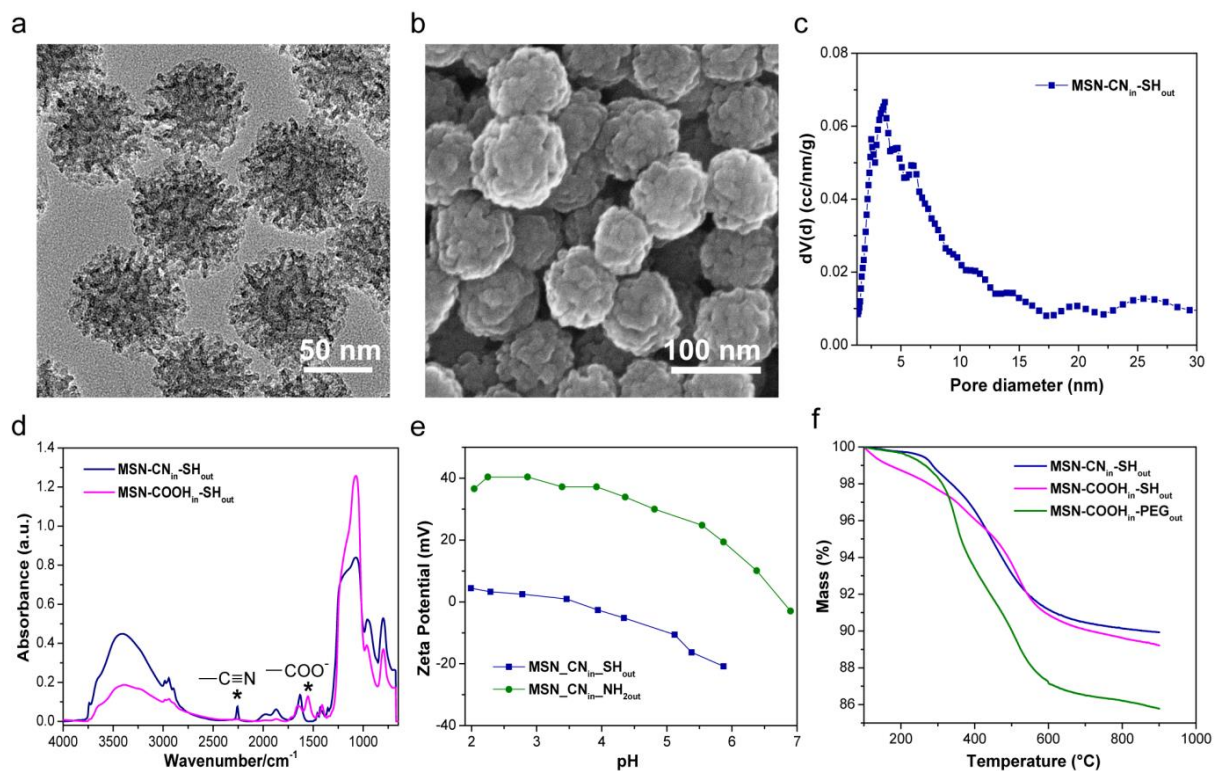 a
50 nm
b
100 nm
c
0.08
0.06
0.04
0.02
0.00
dV(d) (cc/nm/g)
MSN-CNin-SHout
5 10 15 20 25 30
Pore diameter (nm)
d
1.4
1.2
1.0
0.8
0.6
0.4
0.2
0.0
Absorbance (a.u.)
MSN-CNin-SHout
MSN-COOHin-SHout
—C≡N
*
—COO⁻
*
4000 3500 3000 2500 2000 1500 1000
Wavenumber/cm⁻¹
e
60
40
20
0
-20
-40
Zeta Potential (mV)
MSN_CNin_SHout
MSN_CNin_NH2out
2 3 4 5 6 7
pH
f
100
98
96
94
92
90
88
86
Mass (%)
MSN-CNin-SHout
MSN-COOHin-SHout
MSN-COOHin-PEGout
200 400 600 800 1000
Temperature (°C)